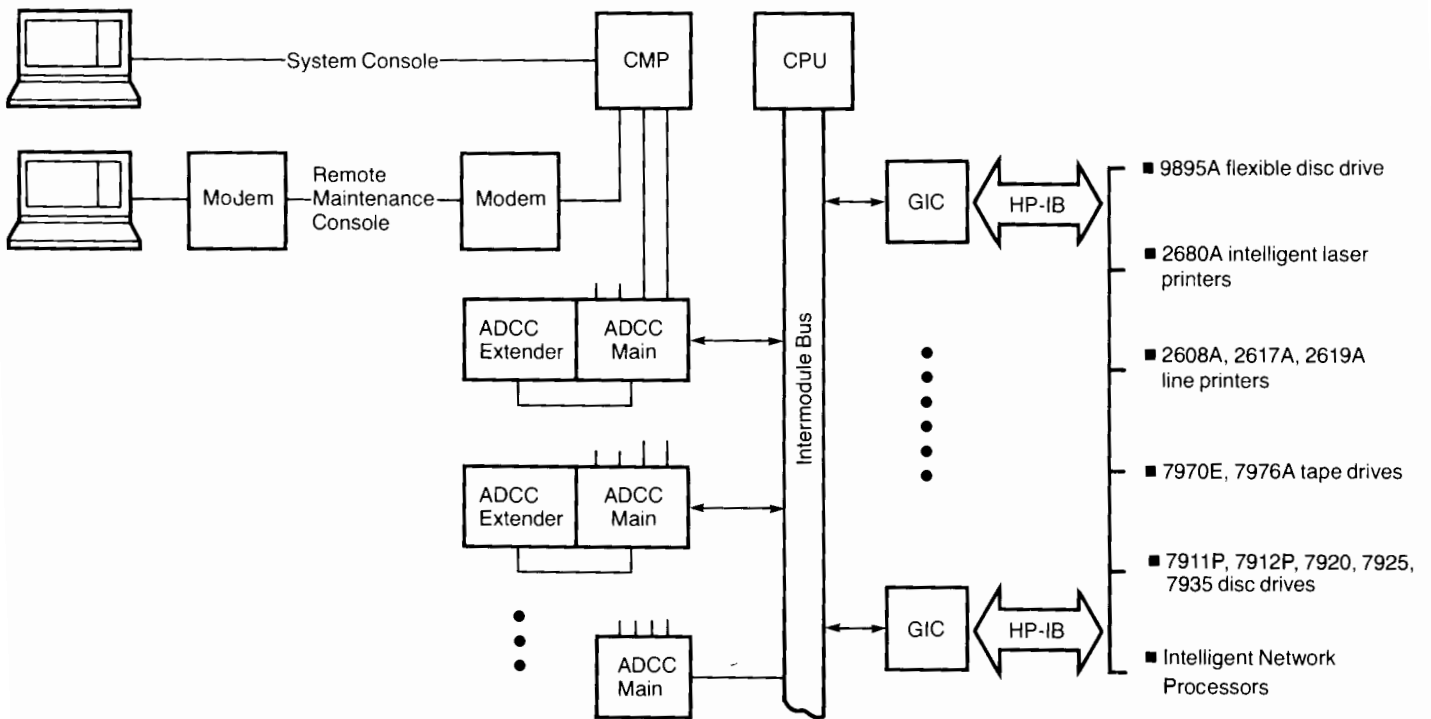 System Console
CMP
CPU
Modem
Remote
Maintenance
Console
Modem
GIC
HP-IB
ADCC
Extender
ADCC
Main
ADCC
Extender
ADCC
Main
ADCC
Main
Intermodule Bus
GIC
HP-IB
■ 9895A flexible disc drive
■ 2680A intelligent laser
printers
■ 2608A, 2617A, 2619A
line printers
■ 7970E, 7976A tape drives
■ 7911P, 7912P, 7920, 7925,
7935 disc drives
■ Intelligent Network
Processors